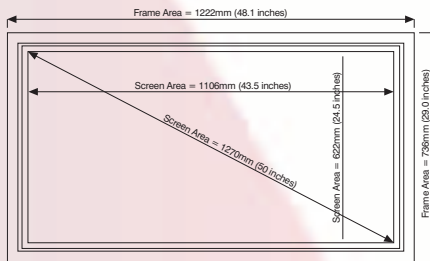 Frame Area = 1222mm (48.1 inches)
Screen Area = 1106mm (43.5 inches)
Screen Area = 1270mm (50 inches)
Screen Area = 622mm (24.5 inches)
Frame Area = 736mm (29.0 inches)